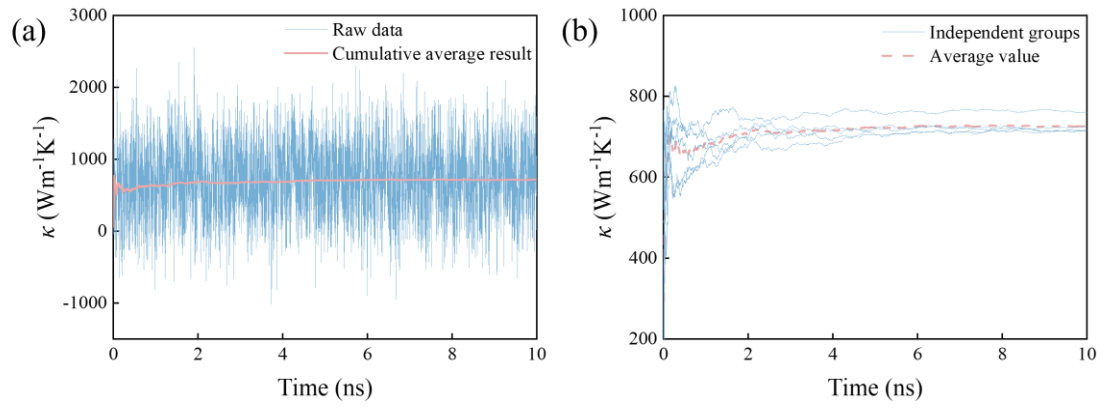 (a)
3000
2000
1000
0
-1000
κ (Wm⁻¹K⁻¹)
Raw data
Cumulative average result
0 2 4 6 8 10
Time (ns)
(b)
1000
800
600
400
200
κ (Wm⁻¹K⁻¹)
Independent groups
Average value
0 2 4 6 8 10
Time (ns)